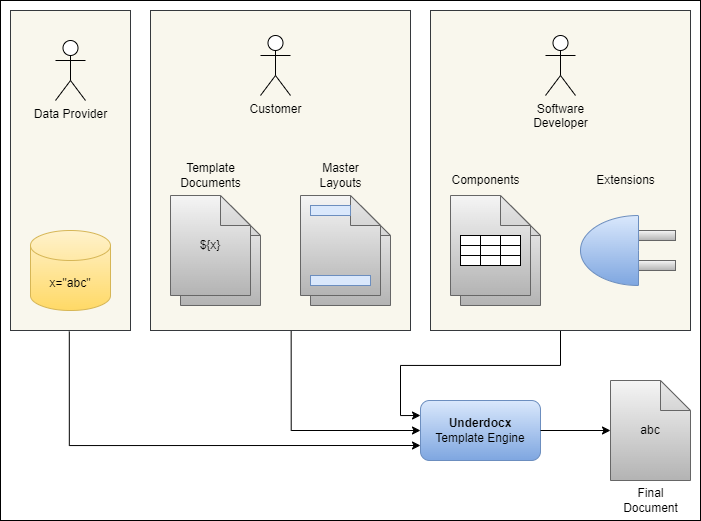 Data Provider
Customer
Software
Developer
Template
Documents
Master
Layouts
Components
Extensions
x="abc"
${x}
Underdocx
Template Engine
abc
Final
Document